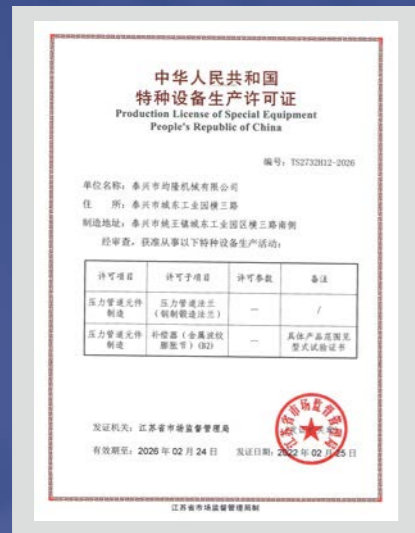 中华人民共和国
特种设备生产许可证
Production License of Special Equipment
People's Republic of China
编号：TS2732H12-2026
单位名称：泰兴市均隆机械有限公司
住 所：泰兴市城东工业园横三路
制造地址：泰兴市姚王镇城东工业园区横三路南侧
经审查，获准从事以下特种设备生产活动：
许可项目 许可子项目 许可参数 备注
压力管道元件制造 压力管道法兰（钢制锻造法兰） — /
压力管道元件制造 补偿器（金属波纹膨胀节）(B2) — 具体产品范围见型式试验证书
发证机关：江苏省市场监督管理局
有效期至：2026 年 02 月 24 日 发证日期：2022 年 02 月 25 日
江苏省市场监督管理局制